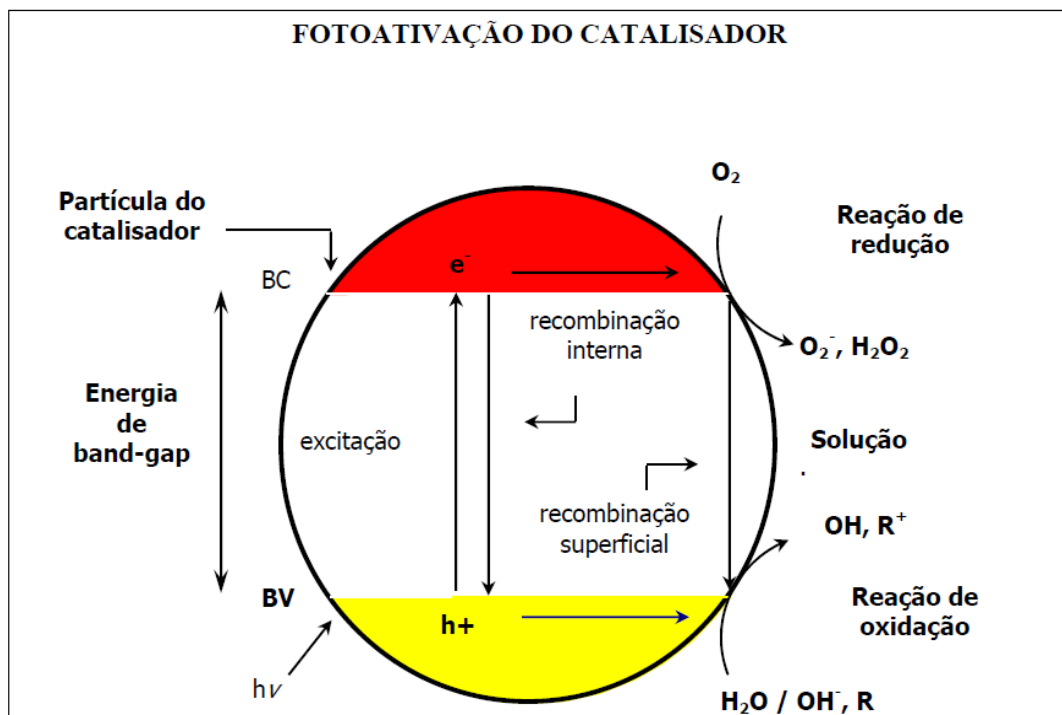 FOTOATIVAÇÃO DO CATALISADOR
O₂
Partícula do
catalisador
Reação de
redução
e⁻
BC
recombinação
interna
O₂⁻, H₂O₂
Energia
de
band-gap
excitação
Solução
.
recombinação
superficial
OH, R⁺
BV
h+
Reação de
oxidação
hν
H₂O / OH⁻, R